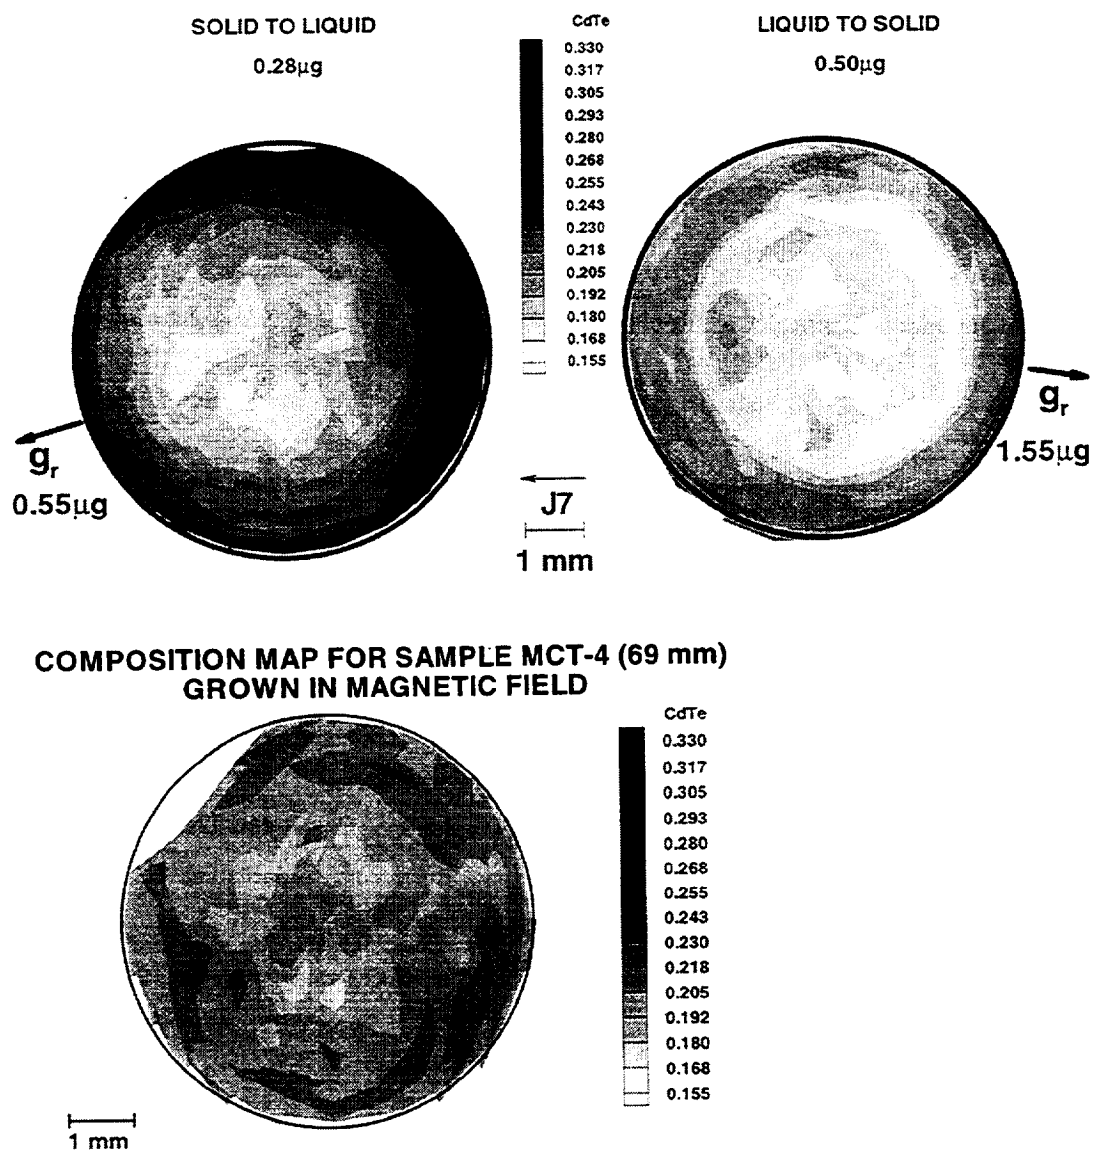 SOLID TO LIQUID
0.28µg
CdTe
0.330
0.317
0.305
0.293
0.280
0.268
0.255
0.243
0.230
0.218
0.205
0.192
0.180
0.168
0.155
LIQUID TO SOLID
0.50µg
gr
0.55µg
J7
1 mm
gr
1.55µg
COMPOSITION MAP FOR SAMPLE MCT-4 (69 mm)
GROWN IN MAGNETIC FIELD
CdTe
0.330
0.317
0.305
0.293
0.280
0.268
0.255
0.243
0.230
0.218
0.205
0.192
0.180
0.168
0.155
1 mm